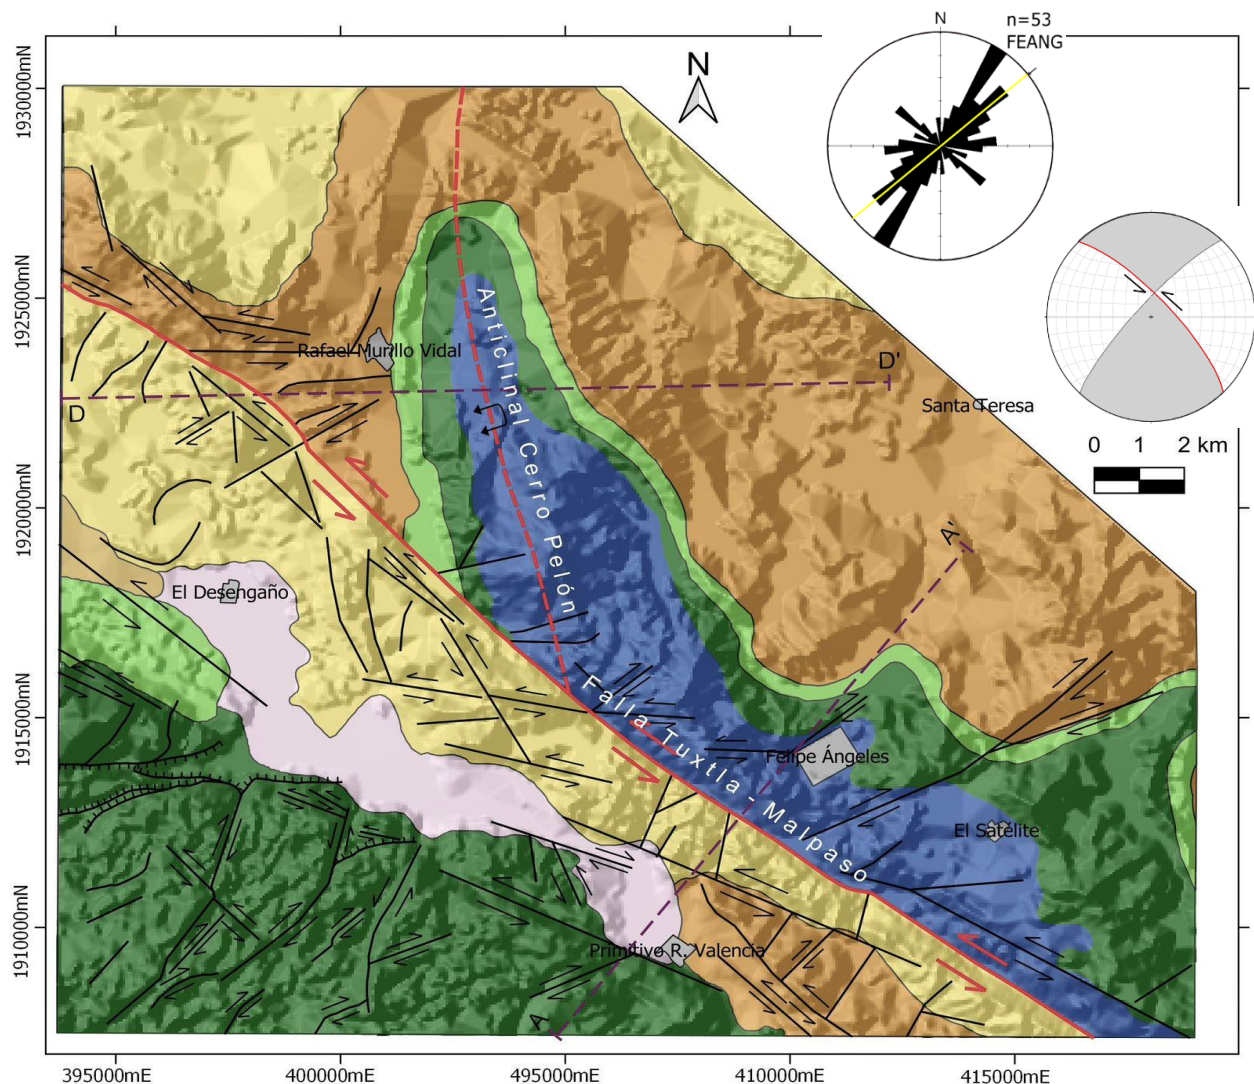 N
n=53
FEANG
N
1930000mN
1925000mN
1920000mN
1915000mN
1910000mN
Rafael Murillo Vidal
Anticlinal Cerro Pelón
D
D'
Santa Teresa
0 1 2 km
A'
El Desengaño
Falla Tuxtla - Malpaso
Felipe Ángeles
El Satélite
Primitivo R. Valencia
A
395000mE
400000mE
405000mE
410000mE
415000mE